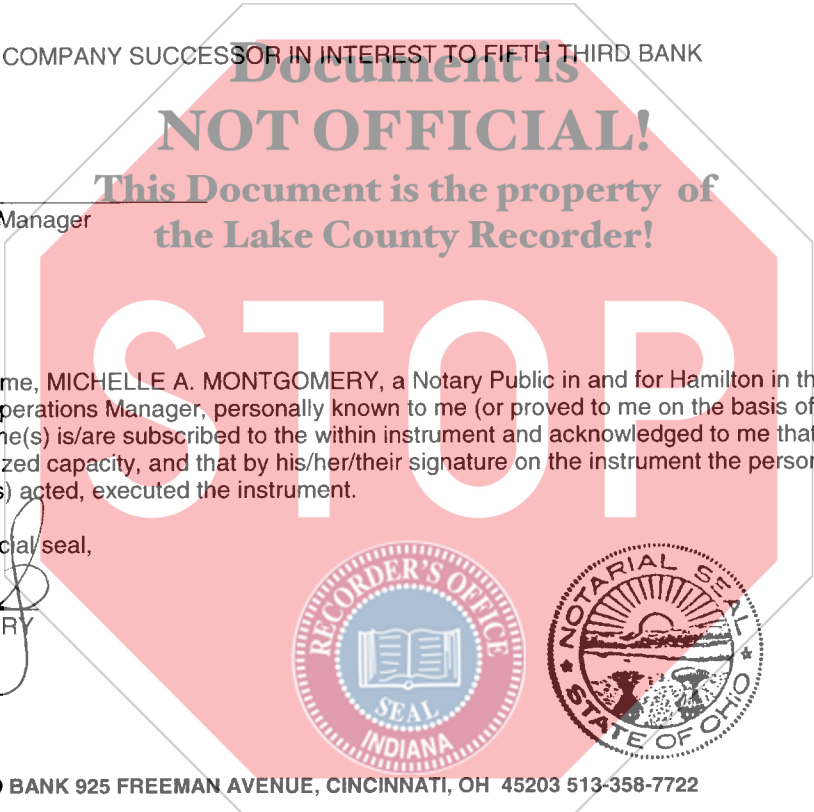 COMPANY SUCCESSOR IN INTEREST TO FIFTH THIRD BANK
Document is
NOT OFFICIAL!
This Document is the property of
the Lake County Recorder!
Manager
STOP
me, MICHELLE A. MONTGOMERY, a Notary Public in and for Hamilton in th
perations Manager, personally known to me (or proved to me on the basis of
ne(s) is/are subscribed to the within instrument and acknowledged to me that
zed capacity, and that by his/her/their signature on the instrument the person
s) acted, executed the instrument.
cial seal,
RY
RECORDER'S OFFICE
SEAL
INDIANA
NOTARIAL SEAL
STATE OF OHIO
BANK 925 FREEMAN AVENUE, CINCINNATI, OH 45203 513-358-7722